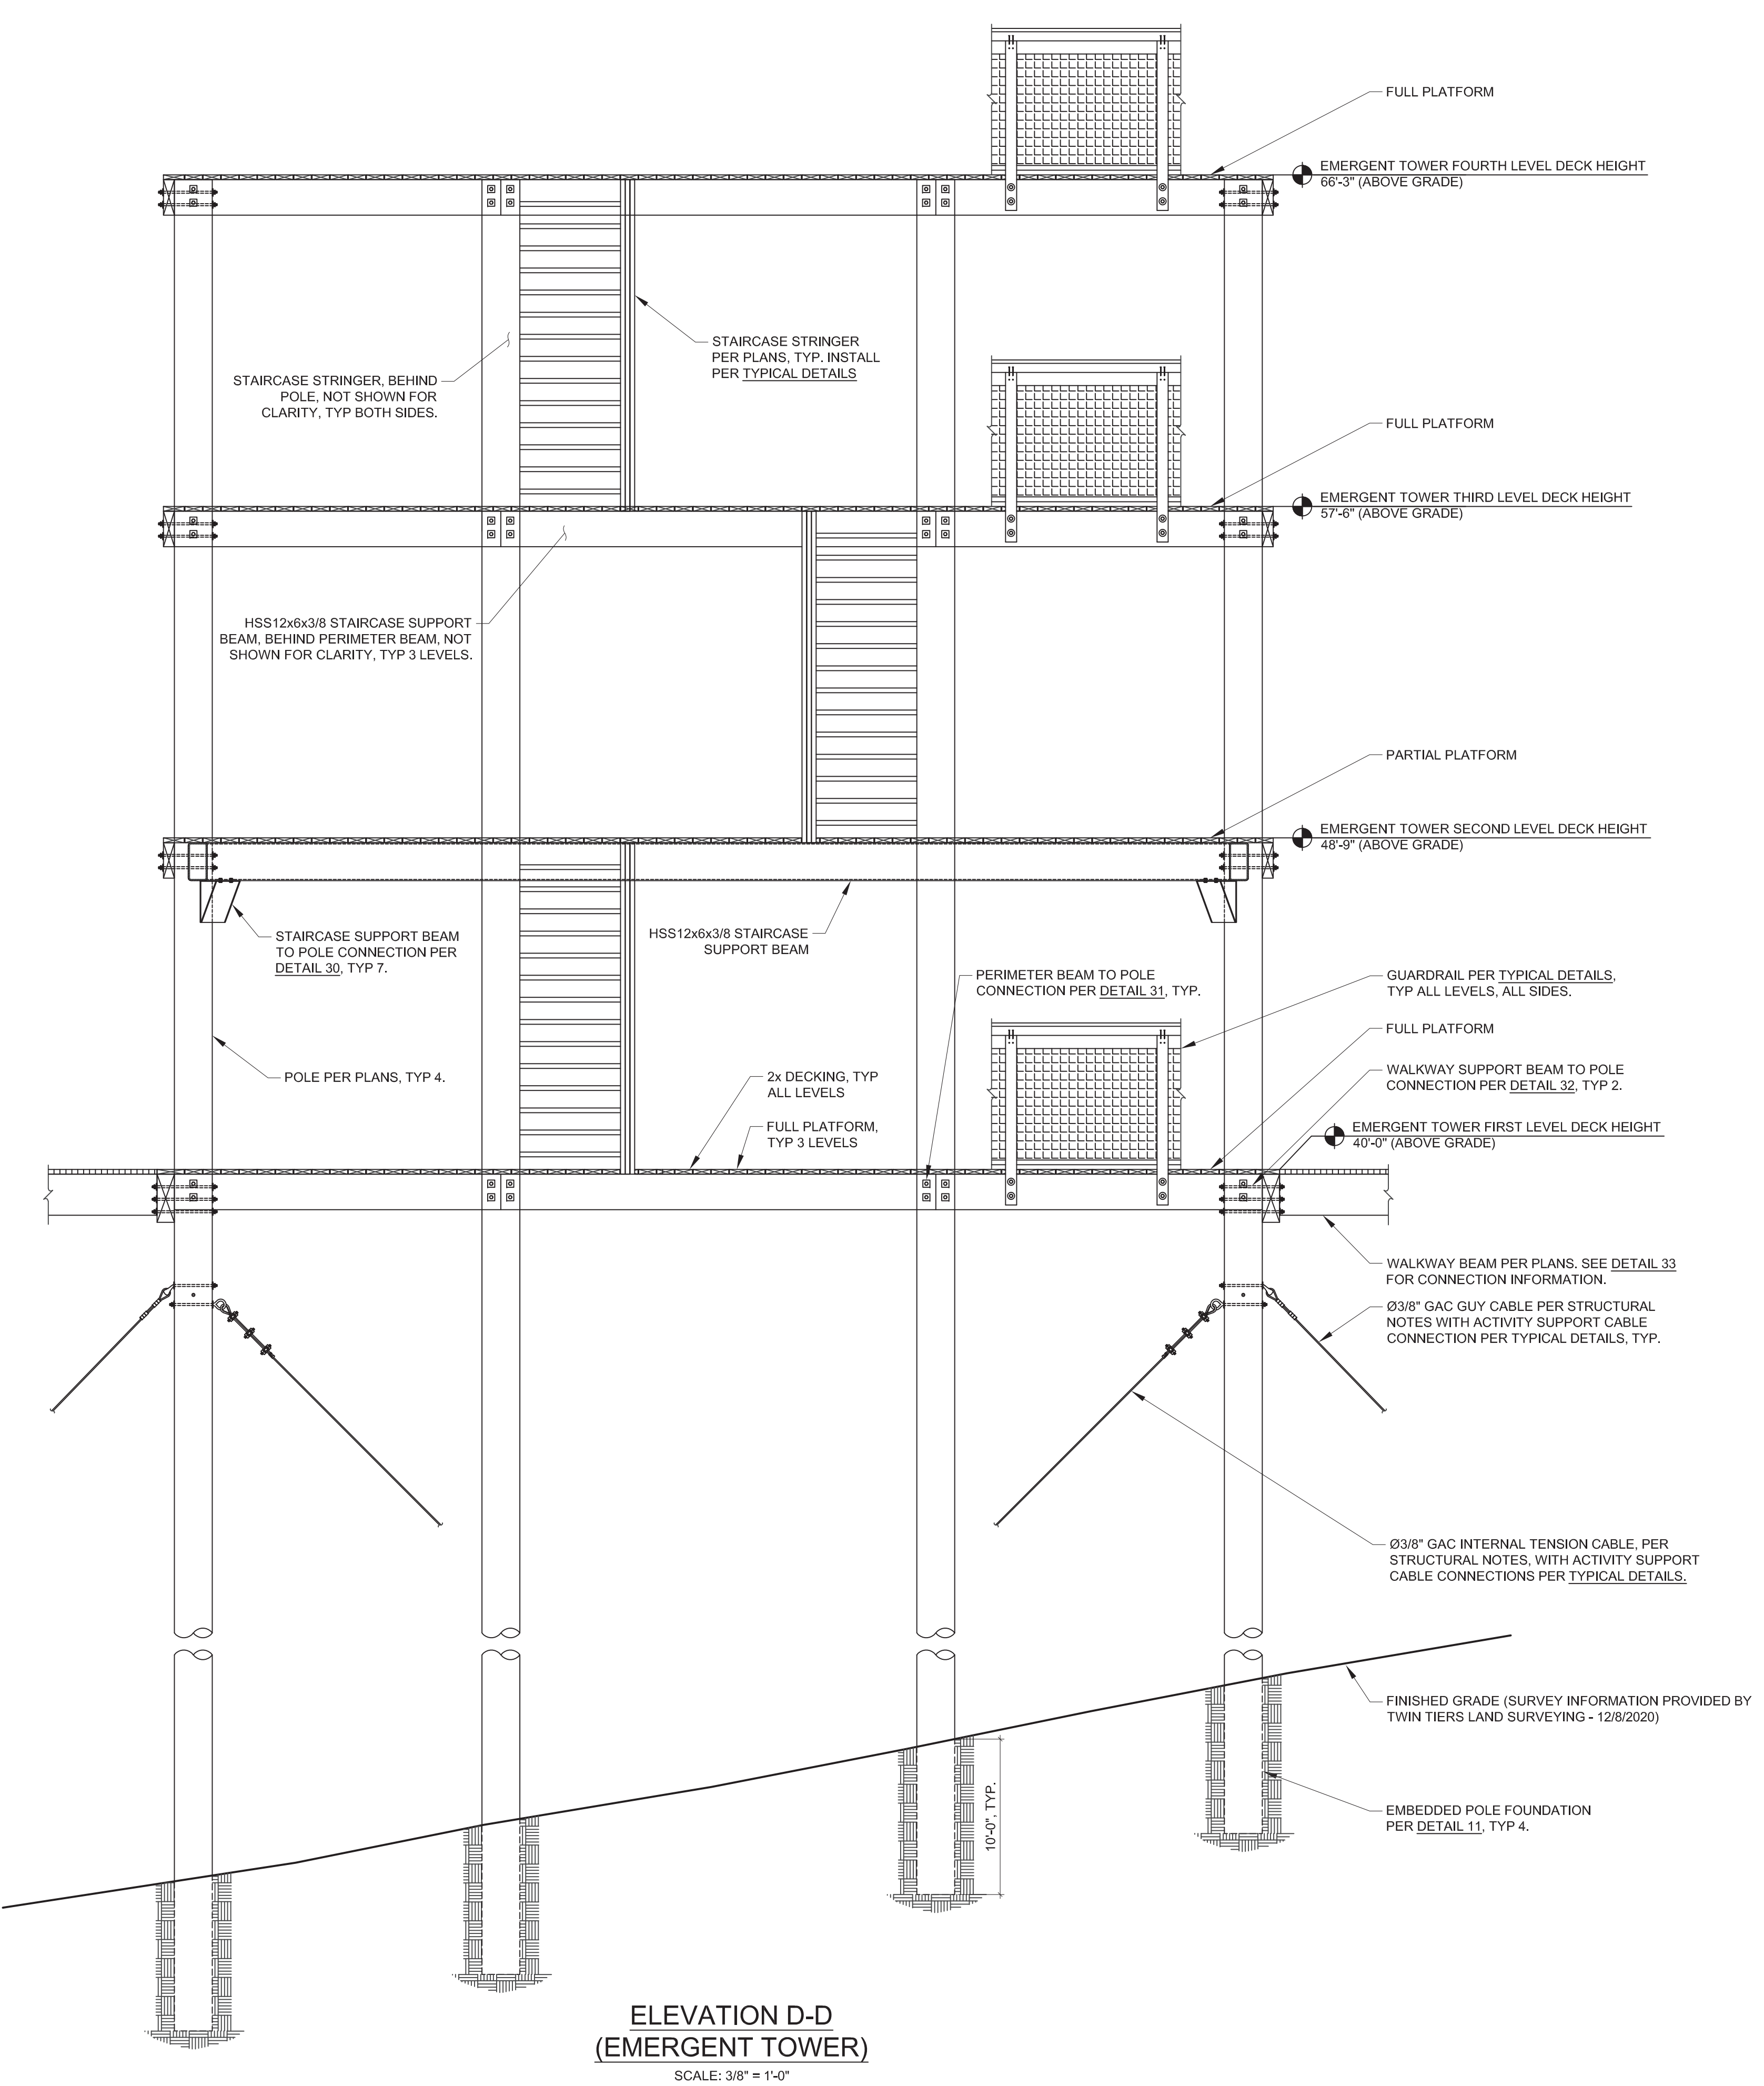 FULL PLATFORM
EMERGENT TOWER FOURTH LEVEL DECK HEIGHT
66'-3" (ABOVE GRADE)
STAIRCASE STRINGER
PER PLANS, TYP. INSTALL
PER TYPICAL DETAILS
STAIRCASE STRINGER, BEHIND
POLE, NOT SHOWN FOR
CLARITY, TYP BOTH SIDES.
FULL PLATFORM
EMERGENT TOWER THIRD LEVEL DECK HEIGHT
57'-6" (ABOVE GRADE)
HSS12x6x3/8 STAIRCASE SUPPORT
BEAM, BEHIND PERIMETER BEAM, NOT
SHOWN FOR CLARITY, TYP 3 LEVELS.
PARTIAL PLATFORM
EMERGENT TOWER SECOND LEVEL DECK HEIGHT
48'-9" (ABOVE GRADE)
STAIRCASE SUPPORT BEAM
TO POLE CONNECTION PER
DETAIL 30, TYP 7.
HSS12x6x3/8 STAIRCASE
SUPPORT BEAM
PERIMETER BEAM TO POLE
CONNECTION PER DETAIL 31, TYP.
GUARDRAIL PER TYPICAL DETAILS,
TYP ALL LEVELS, ALL SIDES.
FULL PLATFORM
POLE PER PLANS, TYP 4.
2x DECKING, TYP
ALL LEVELS
WALKWAY SUPPORT BEAM TO POLE
CONNECTION PER DETAIL 32, TYP 2.
FULL PLATFORM,
TYP 3 LEVELS
EMERGENT TOWER FIRST LEVEL DECK HEIGHT
40'-0" (ABOVE GRADE)
WALKWAY BEAM PER PLANS. SEE DETAIL 33
FOR CONNECTION INFORMATION.
Ø3/8" GAC GUY CABLE PER STRUCTURAL
NOTES WITH ACTIVITY SUPPORT CABLE
CONNECTION PER TYPICAL DETAILS, TYP.
Ø3/8" GAC INTERNAL TENSION CABLE, PER
STRUCTURAL NOTES, WITH ACTIVITY SUPPORT
CABLE CONNECTIONS PER TYPICAL DETAILS.
FINISHED GRADE (SURVEY INFORMATION PROVIDED BY
TWIN TIERS LAND SURVEYING - 12/8/2020)
10'-0", TYP.
EMBEDDED POLE FOUNDATION
PER DETAIL 11, TYP 4.
ELEVATION D-D
(EMERGENT TOWER)
SCALE: 3/8" = 1'-0"